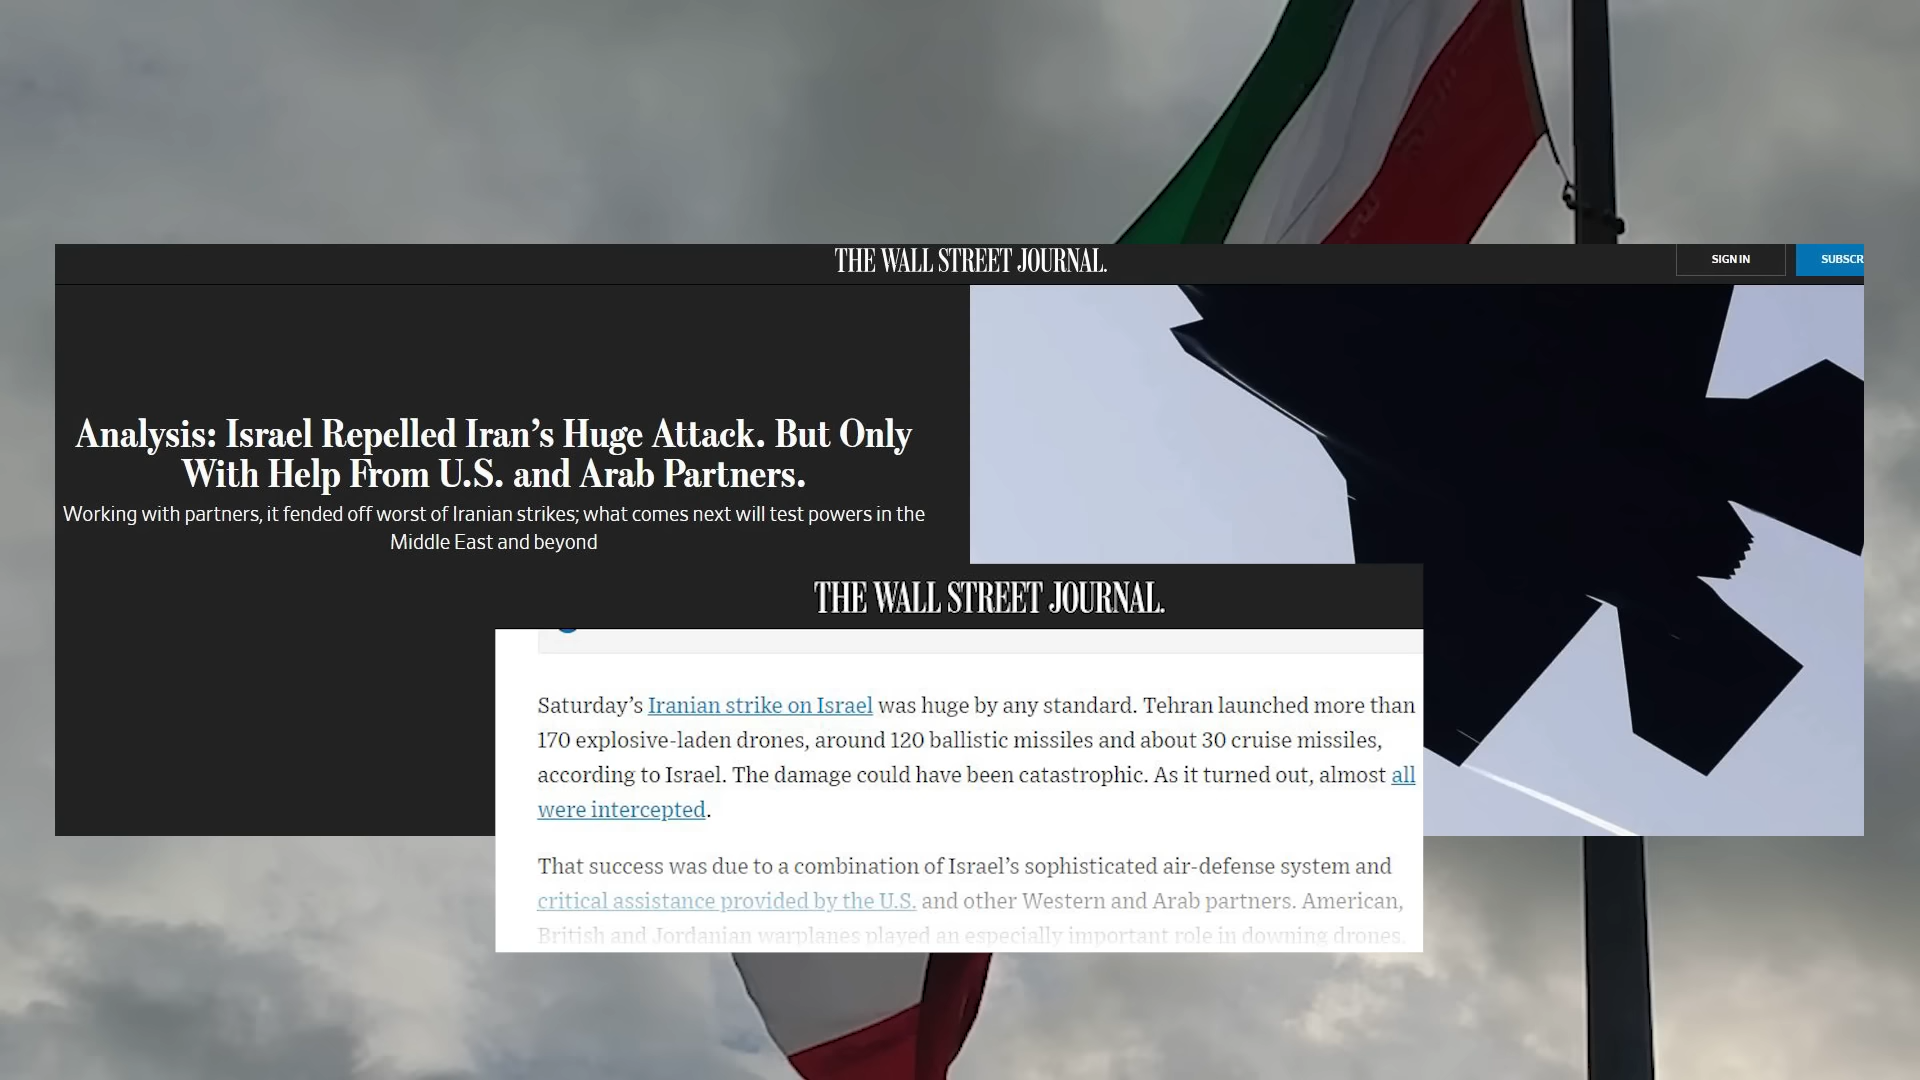 THE WALL STREET JOURNAL.
SIGN IN
SUBSCR
Analysis: Israel Repelled Iran’s Huge Attack. But Only
With Help From U.S. and Arab Partners.
Working with partners, it fended off worst of Iranian strikes; what comes next will test powers in the
Middle East and beyond
THE WALL STREET JOURNAL.
Saturday’s Iranian strike on Israel was huge by any standard. Tehran launched more than
170 explosive-laden drones, around 120 ballistic missiles and about 30 cruise missiles,
according to Israel. The damage could have been catastrophic. As it turned out, almost all
were intercepted.
That success was due to a combination of Israel’s sophisticated air-defense system and
critical assistance provided by the U.S. and other Western and Arab partners. American,
British and Jordanian warplanes played an especially important role in downing drones.